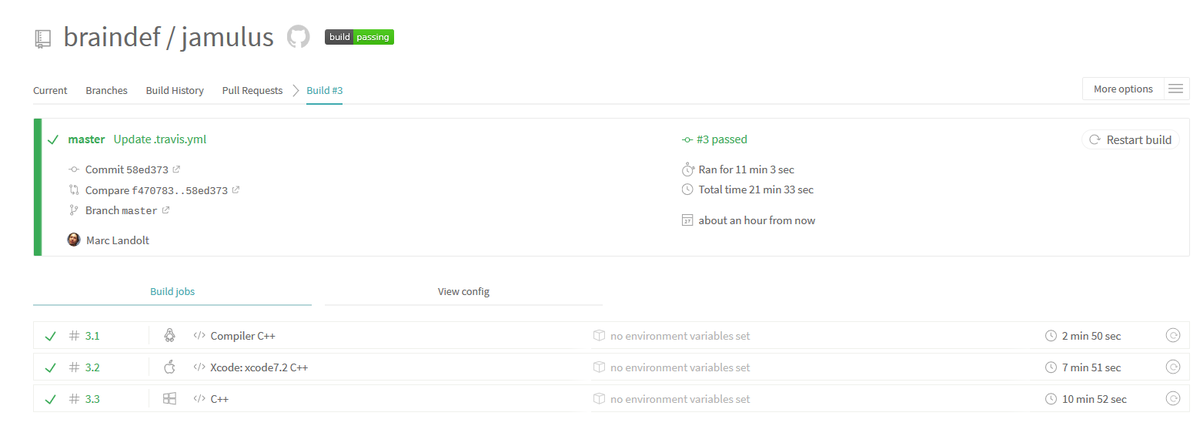 braindef / jamulus build passing
Current Branches Build History Pull Requests Build #3 More options
master Update .travis.yml #3 passed Restart build
Commit 58ed373 Ran for 11 min 3 sec
Compare f470783..58ed373 Total time 21 min 33 sec
Branch master
about an hour from now
Marc Landolt
Build jobs View config
# 3.1 </> Compiler C++ no environment variables set 2 min 50 sec
# 3.2 </> Xcode: xcode7.2 C++ no environment variables set 7 min 51 sec
# 3.3 </> C++ no environment variables set 10 min 52 sec